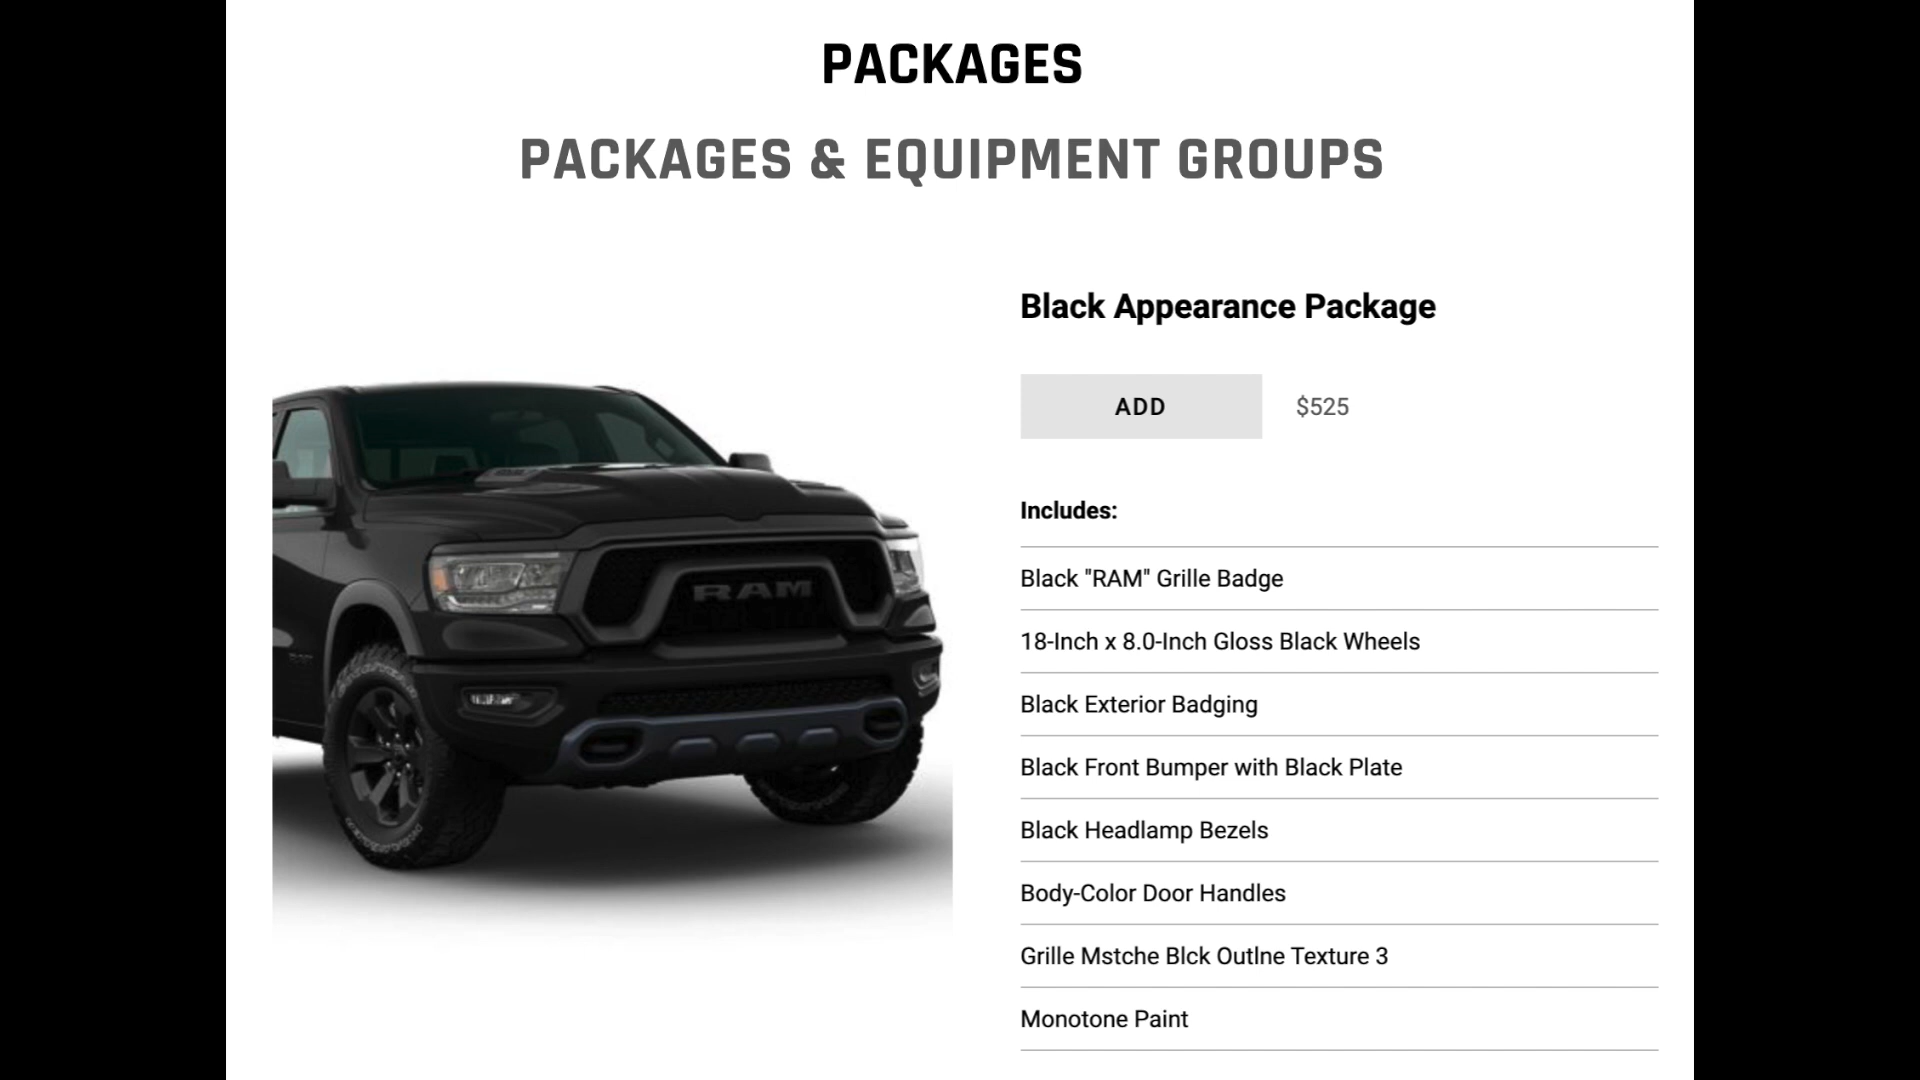 PACKAGES
PACKAGES & EQUIPMENT GROUPS
Black Appearance Package
ADD
$525
Includes:
Black "RAM" Grille Badge
18-Inch x 8.0-Inch Gloss Black Wheels
Black Exterior Badging
Black Front Bumper with Black Plate
Black Headlamp Bezels
Body-Color Door Handles
Grille Mstche Blck Outlne Texture 3
Monotone Paint
RAM